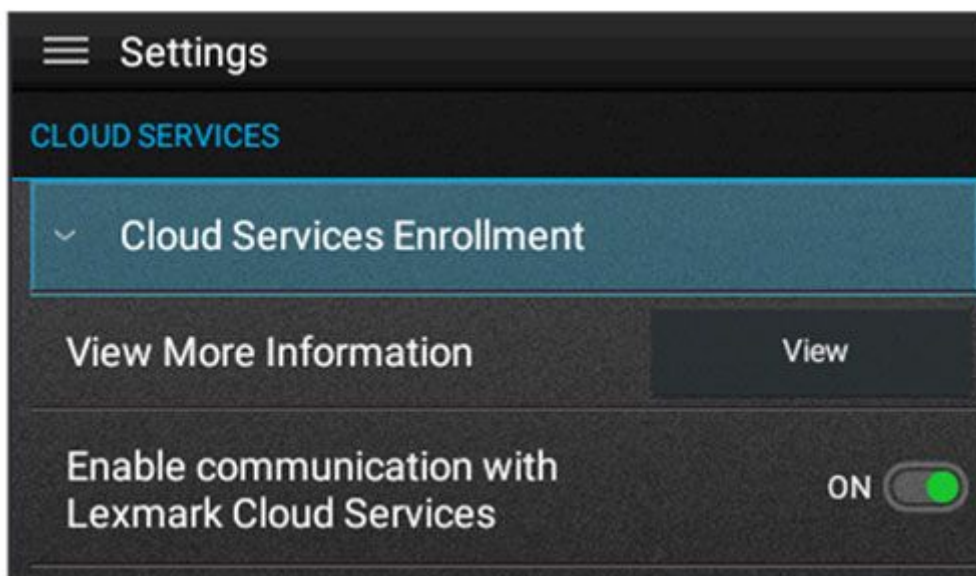 Settings
CLOUD SERVICES
Cloud Services Enrollment
View More Information
View
Enable communication with
Lexmark Cloud Services
ON